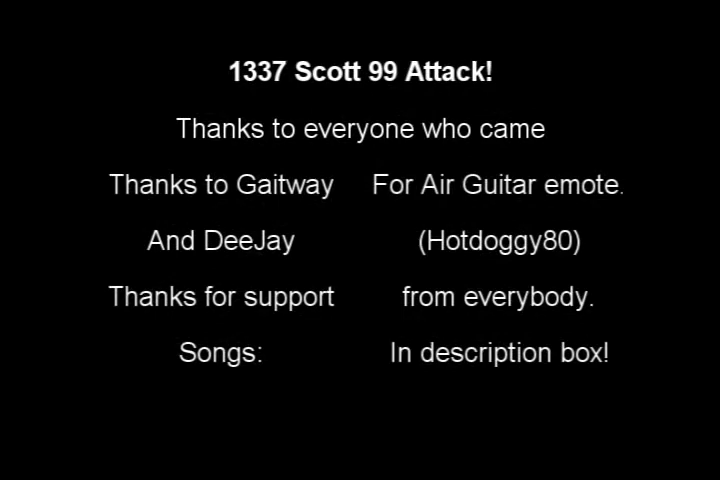 1337 Scott 99 Attack!
Thanks to everyone who came
Thanks to Gaitway For Air Guitar emote.
And DeeJay (Hotdoggy80)
Thanks for support from everybody.
Songs: In description box!